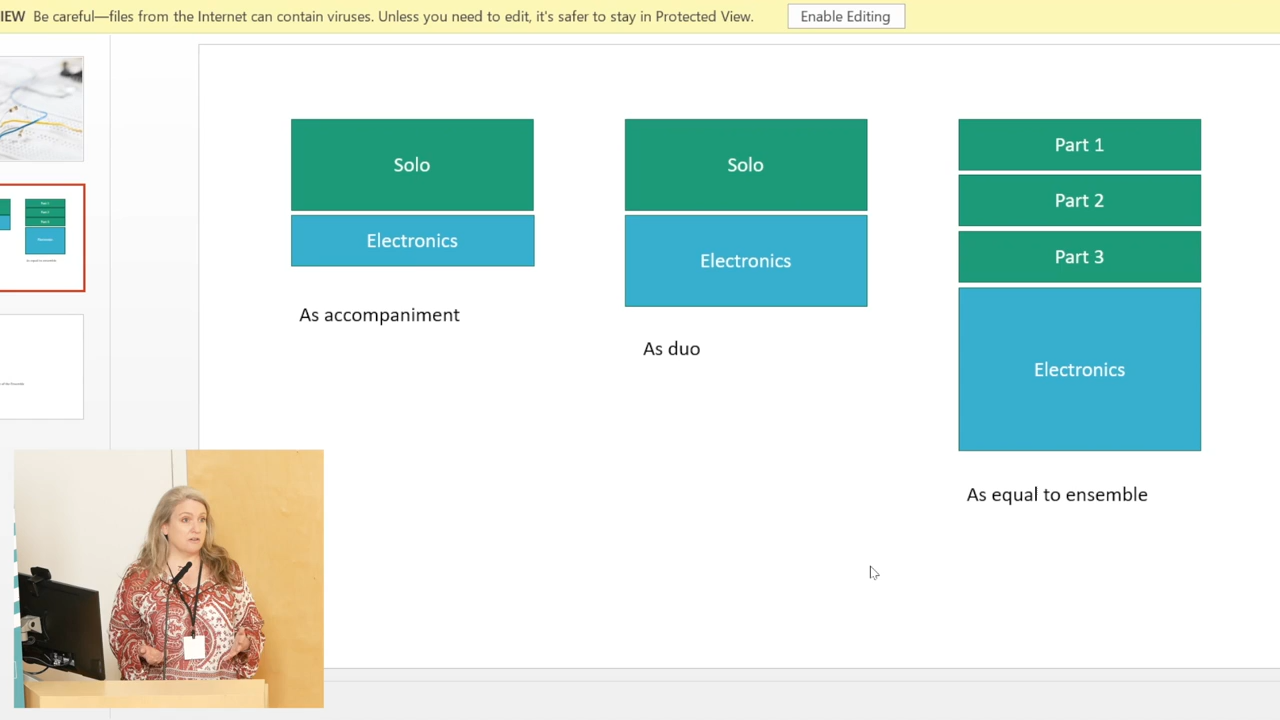 IEW Be careful—files from the Internet can contain viruses. Unless you need to edit, it's safer to stay in Protected View. Enable Editing
Solo
Electronics
As accompaniment
Solo
Electronics
As duo
Part 1
Part 2
Part 3
Electronics
As equal to ensemble